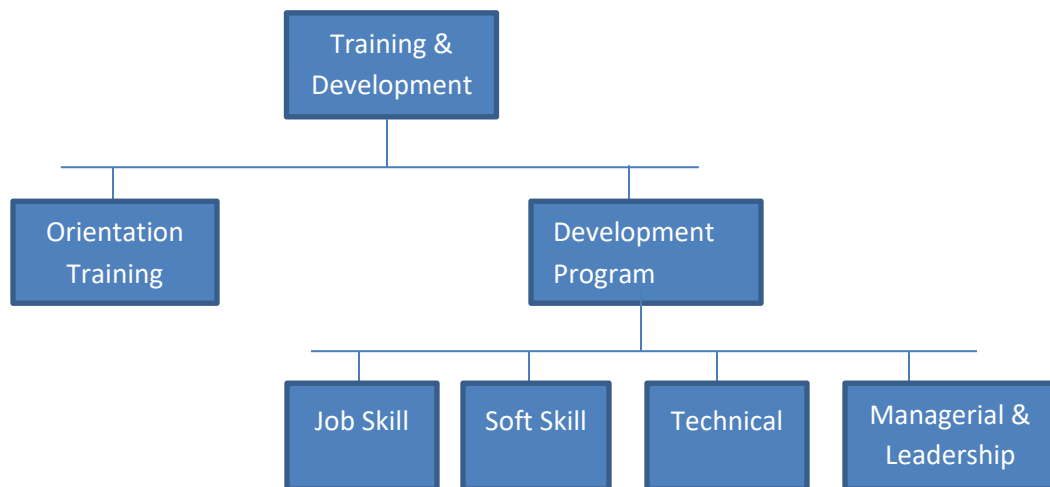 Training &
Development
Orientation
Training
Development
Program
Job Skill
Soft Skill
Technical
Managerial &
Leadership